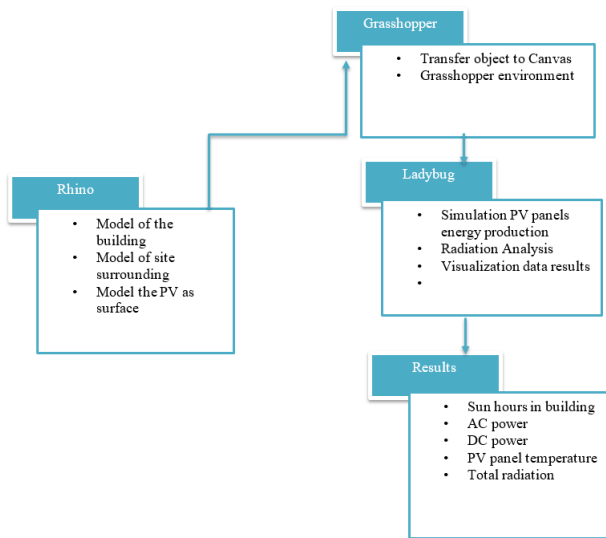 Grasshopper
• Transfer object to Canvas
• Grasshopper environment
Rhino
• Model of the
building
• Model of site
surrounding
• Model the PV as
surface
Ladybug
• Simulation PV panels
energy production
• Radiation Analysis
• Visualization data results
•
Results
• Sun hours in building
• AC power
• DC power
• PV panel temperature
• Total radiation